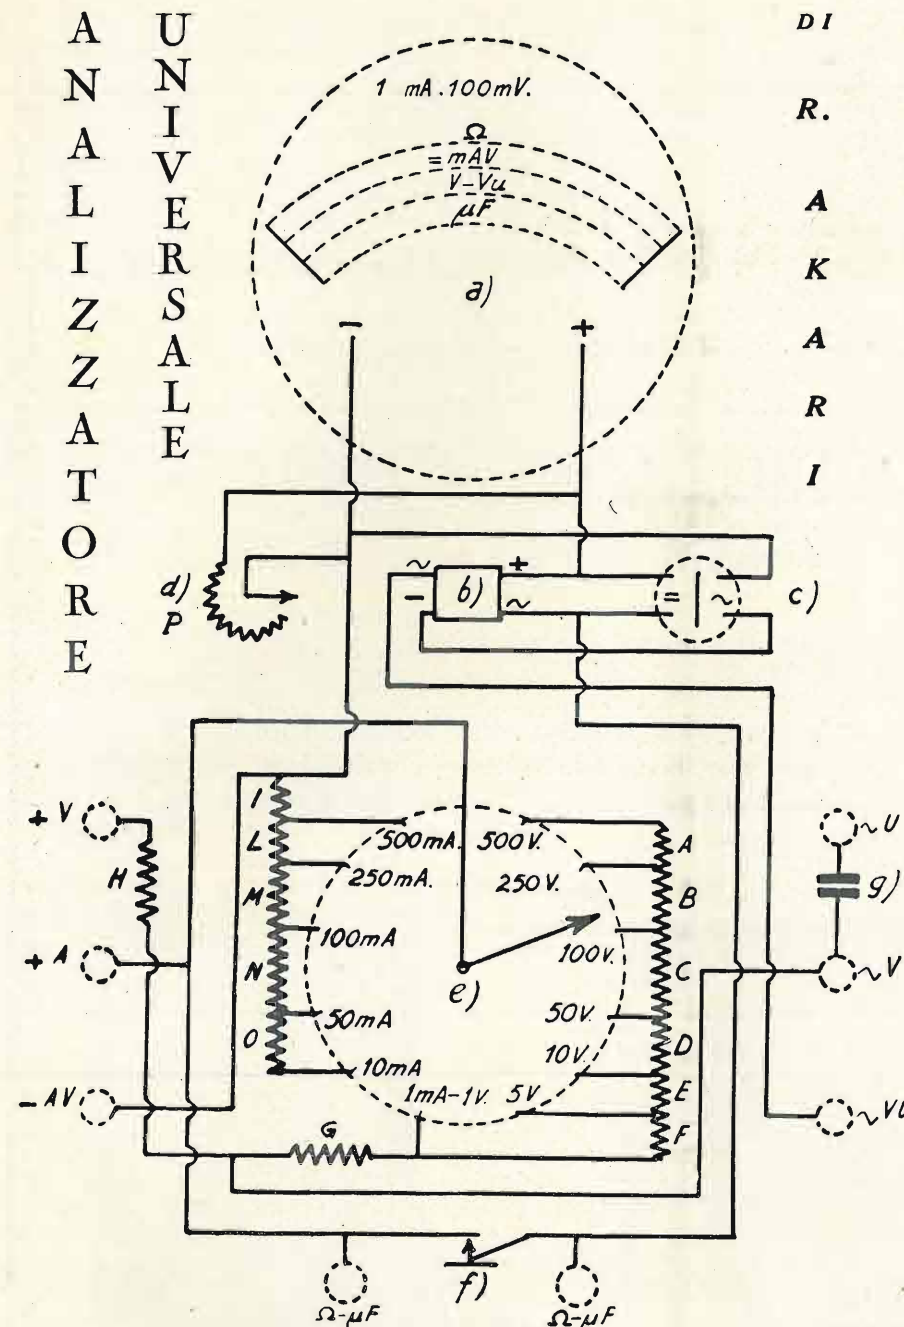 ANALIZZATORE
UNIVERSALE
DI
R.
AKARI
1 mA.100mV.
Ω
=mAV
V-Vu
μF
a)
- +
d)
P
~ b) +
- ~
= ~
c)
+ V
H
+ A
- AV
I
L
M
N
O
500mA. 500V.
250mA. 250V.
100mA 100V.
50mA 50V.
10mA 10V.
1mA-1V. 5V
e)
A
B
C
D
E
F
G
~ U
g)
~ V
f)
Ω-μF
Ω-μF